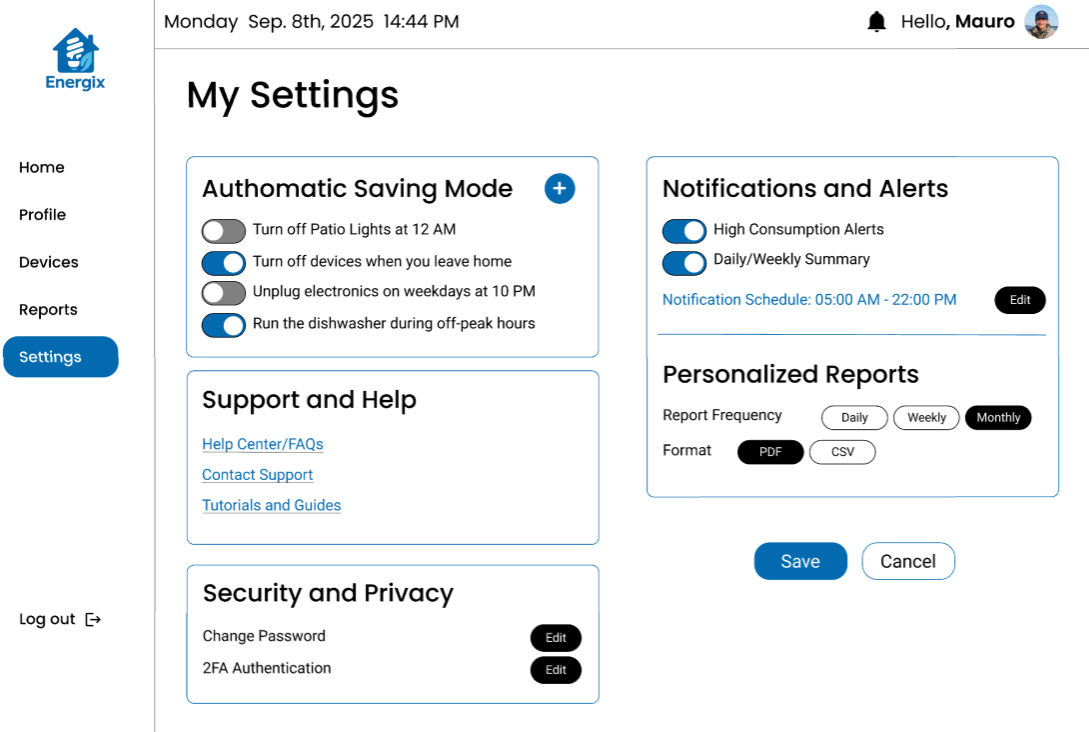 Monday Sep. 8th, 2025 14:44 PM
Hello, Mauro
Energix
Home
Profile
Devices
Reports
Settings
Log out
My Settings
Authomatic Saving Mode +
Turn off Patio Lights at 12 AM
Turn off devices when you leave home
Unplug electronics on weekdays at 10 PM
Run the dishwasher during off-peak hours
Support and Help
Help Center/FAQs
Contact Support
Tutorials and Guides
Security and Privacy
Change Password Edit
2FA Authentication Edit
Notifications and Alerts
High Consumption Alerts
Daily/Weekly Summary
Notification Schedule: 05:00 AM - 22:00 PM Edit
Personalized Reports
Report Frequency Daily Weekly Monthly
Format PDF CSV
Save Cancel